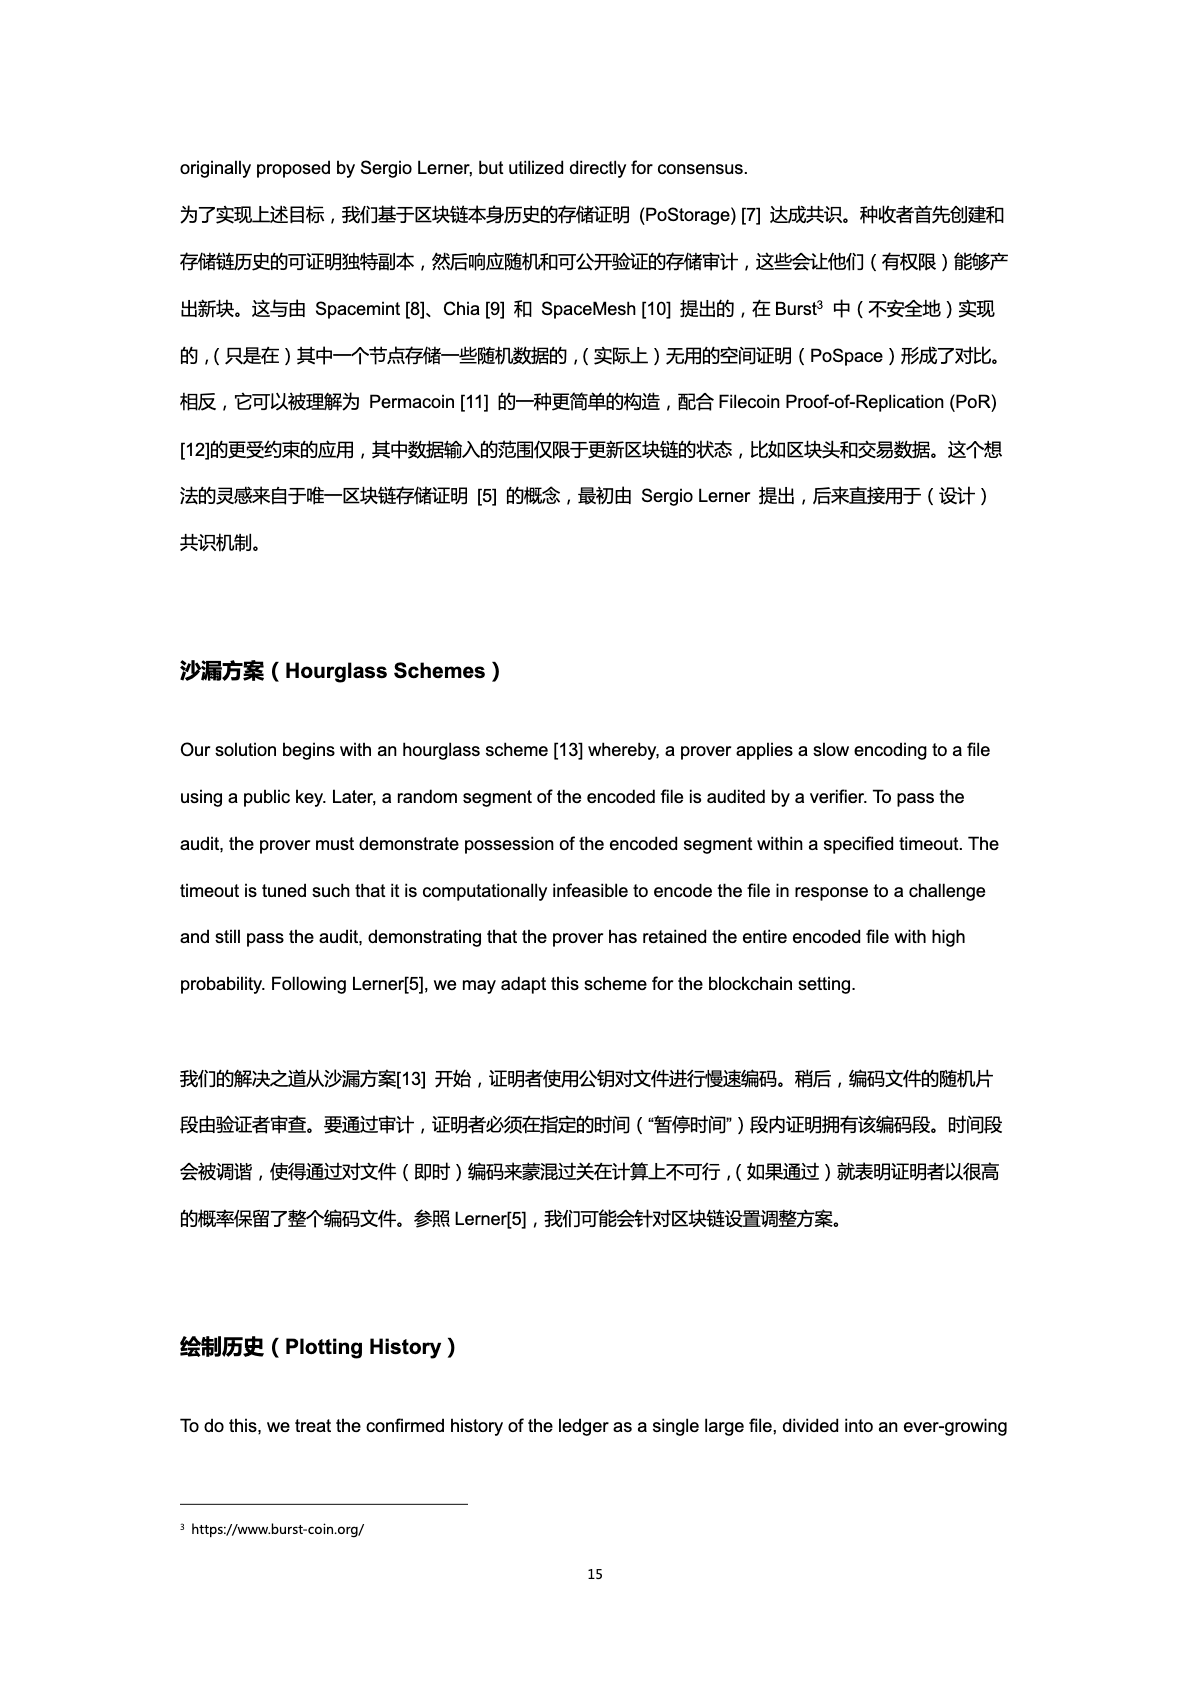 originally proposed by Sergio Lerner, but utilized directly for consensus.
为了实现上述目标，我们基于区块链本身历史的存储证明 (PoStorage) [7] 达成共识。种收者首先创建和
存储链历史的可证明独特副本，然后响应随机和可公开验证的存储审计，这些会让他们（有权限）能够产
出新块。这与由 Spacemint [8]、Chia [9] 和 SpaceMesh [10] 提出的，在 Burst³ 中（不安全地）实现
的，（只是在）其中一个节点存储一些随机数据的，（实际上）无用的空间证明（PoSpace）形成了对比。
相反，它可以被理解为 Permacoin [11] 的一种更简单的构造，配合 Filecoin Proof-of-Replication (PoR)
[12]的更受约束的应用，其中数据输入的范围仅限于更新区块链的状态，比如区块头和交易数据。这个想
法的灵感来自于唯一区块链存储证明 [5] 的概念，最初由 Sergio Lerner 提出，后来直接用于（设计）
共识机制。
沙漏方案（Hourglass Schemes）
Our solution begins with an hourglass scheme [13] whereby, a prover applies a slow encoding to a file
using a public key. Later, a random segment of the encoded file is audited by a verifier. To pass the
audit, the prover must demonstrate possession of the encoded segment within a specified timeout. The
timeout is tuned such that it is computationally infeasible to encode the file in response to a challenge
and still pass the audit, demonstrating that the prover has retained the entire encoded file with high
probability. Following Lerner[5], we may adapt this scheme for the blockchain setting.
我们的解决之道从沙漏方案[13] 开始，证明者使用公钥对文件进行慢速编码。稍后，编码文件的随机片
段由验证者审查。要通过审计，证明者必须在指定的时间（“暂停时间”）段内证明拥有该编码段。时间段
会被调谐，使得通过对文件（即时）编码来蒙混过关在计算上不可行，（如果通过）就表明证明者以很高
的概率保留了整个编码文件。参照 Lerner[5]，我们可能会针对区块链设置调整方案。
绘制历史（Plotting History）
To do this, we treat the confirmed history of the ledger as a single large file, divided into an ever-growing
³ https://www.burst-coin.org/
15